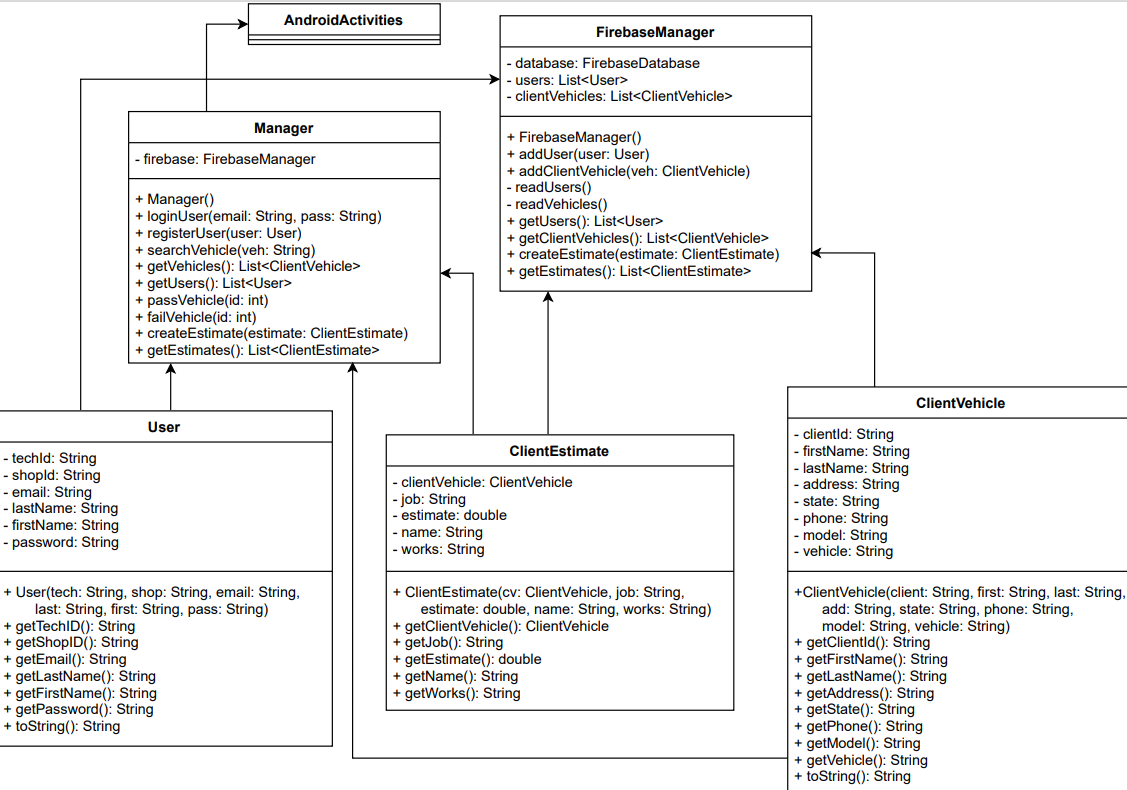 AndroidActivities
FirebaseManager
- database: FirebaseDatabase
- users: List<User>
- clientVehicles: List<ClientVehicle>
+ FirebaseManager()
+ addUser(user: User)
+ addClientVehicle(veh: ClientVehicle)
- readUsers()
- readVehicles()
+ getUsers(): List<User>
+ getClientVehicles(): List<ClientVehicle>
+ createEstimate(estimate: ClientEstimate)
+ getEstimates(): List<ClientEstimate>
Manager
- firebase: FirebaseManager
+ Manager()
+ loginUser(email: String, pass: String)
+ registerUser(user: User)
+ searchVehicle(veh: String)
+ getVehicles(): List<ClientVehicle>
+ getUsers(): List<User>
+ passVehicle(id: int)
+ failVehicle(id: int)
+ createEstimate(estimate: ClientEstimate)
+ getEstimates(): List<ClientEstimate>
User
- techId: String
- shopId: String
- email: String
- lastName: String
- firstName: String
- password: String
+ User(tech: String, shop: String, email: String,
last: String, first: String, pass: String)
+ getTechID(): String
+ getShopID(): String
+ getEmail(): String
+ getLastName(): String
+ getFirstName(): String
+ getPassword(): String
+ toString(): String
ClientEstimate
- clientVehicle: ClientVehicle
- job: String
- estimate: double
- name: String
- works: String
+ ClientEstimate(cv: ClientVehicle, job: String,
estimate: double, name: String, works: String)
+ getClientVehicle(): ClientVehicle
+ getJob(): String
+ getEstimate(): double
+ getName(): String
+ getWorks(): String
ClientVehicle
- clientId: String
- firstName: String
- lastName: String
- address: String
- state: String
- phone: String
- model: String
- vehicle: String
+ClientVehicle(client: String, first: String, last: String,
add: String, state: String, phone: String,
model: String, vehicle: String)
+ getClientId(): String
+ getFirstName(): String
+ getLastName(): String
+ getAddress(): String
+ getState(): String
+ getPhone(): String
+ getModel(): String
+ getVehicle(): String
+ toString(): String